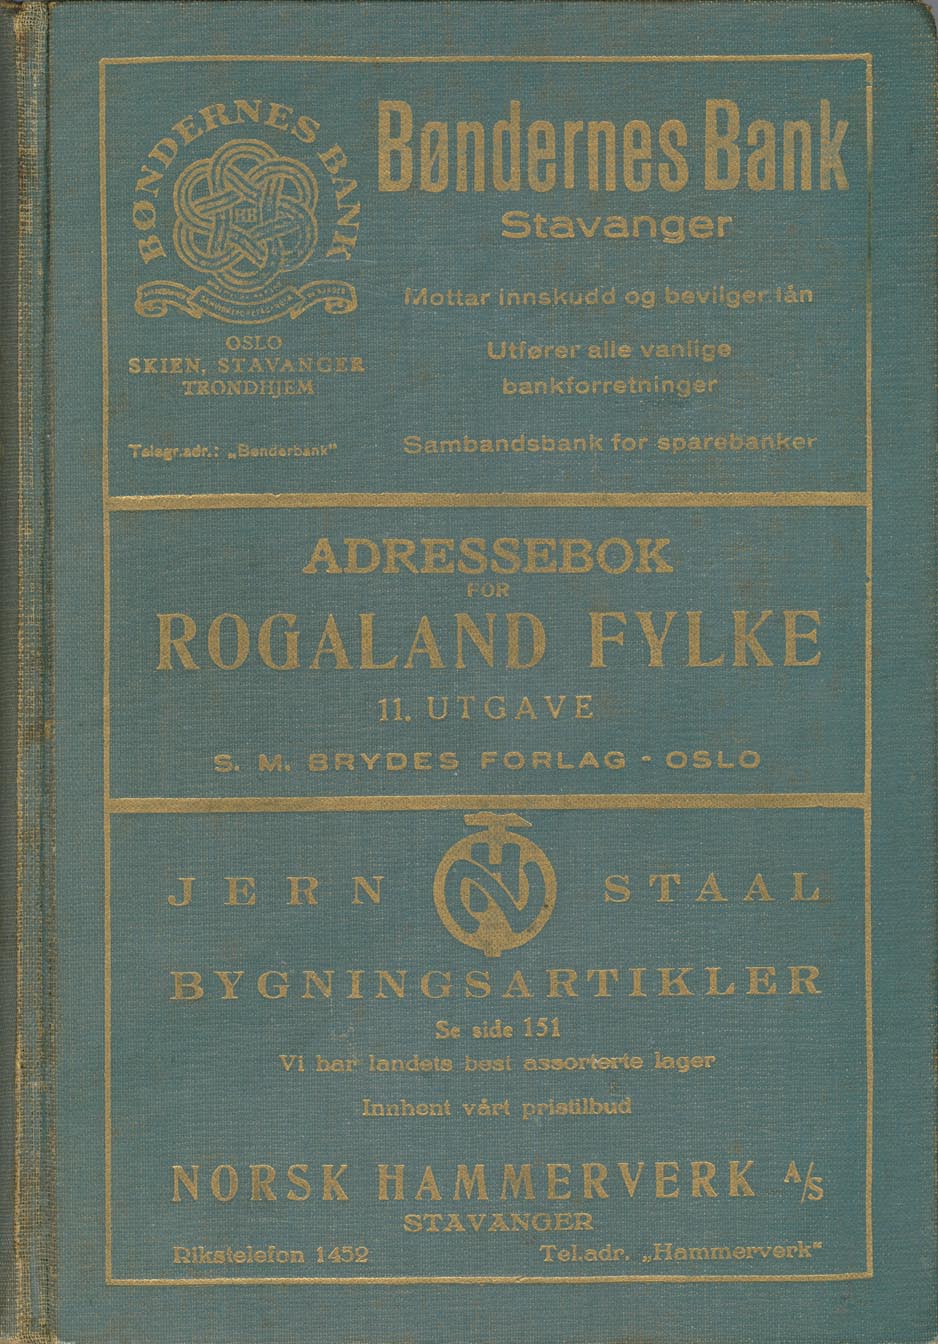 BØNDERNES BANK
BB
OSLO
SKIEN, STAVANGER
TRONDHJEM
Telegr.adr.: „Bønderbank"
Bøndernes Bank
Stavanger
Mottar innskudd og bevilger lån
Utfører alle vanlige
bankforretninger
Sambandsbank for sparebanker
ADRESSEBOK
FOR
ROGALAND FYLKE
11. UTGAVE
S. M. BRYDES FORLAG - OSLO
JERN STAAL
BYGNINGSARTIKLER
Se side 151
Vi har landets best assorterte lager
Innhent vårt pristilbud
NORSK HAMMERVERK A/S
STAVANGER
Rikstelefon 1452 Tel.adr. „Hammerverk"